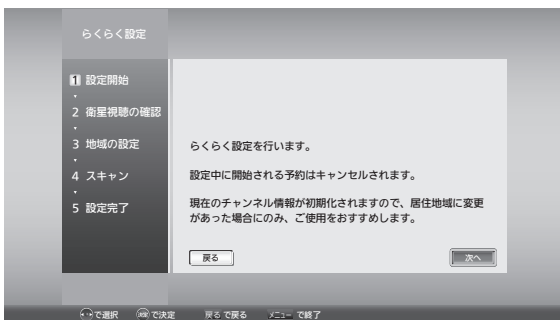 らくらく設定
1 設定開始
2 衛星視聴の確認
3 地域の設定
4 スキャン
5 設定完了
らくらく設定を行います。
設定中に開始される予約はキャンセルされます。
現在のチャンネル情報が初期化されますので、居住地域に変更
があった場合にのみ、ご使用をおすすめします。
戻る 次へ
で選択 決定 で決定 戻る で戻る メニュー で終了